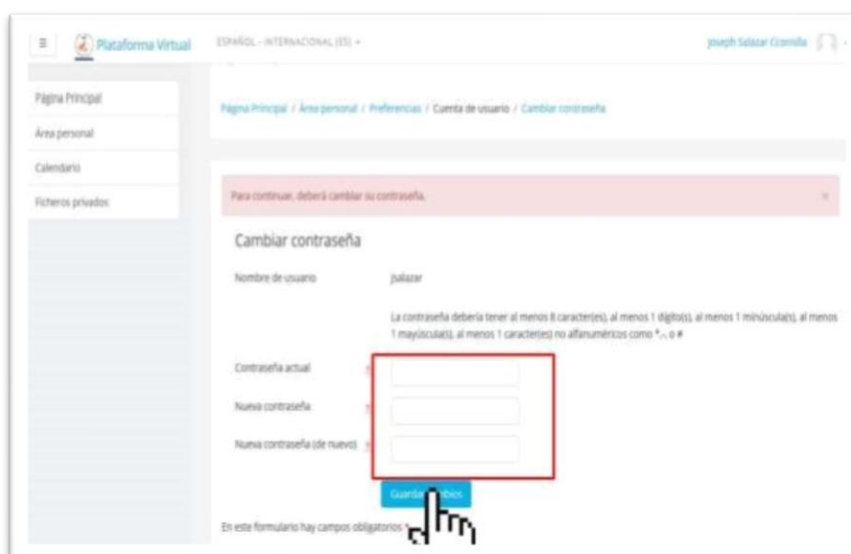 Plataforma Virtual
ESPAÑOL - INTERNACIONAL (ES)
Joseph Salazar
Página Principal
Área personal
Calendario
Ficheros privados
Página Principal / Área personal / Preferencias / Cuenta de usuario / Cambiar contraseña
Para continuar, deberá cambiar su contraseña.
×
Cambiar contraseña
Nombre de usuario
jsalazar
La contraseña debería tener al menos 8 caracter(es), al menos 1 dígito(s), al menos 1 minúscula(s), al menos
1 mayúscula(s), al menos 1 caracter(es) no alfanuméricos como *,-, o #
Contraseña actual
Nueva contraseña
Nueva contraseña (de nuevo)
En este formulario hay campos obligatorios